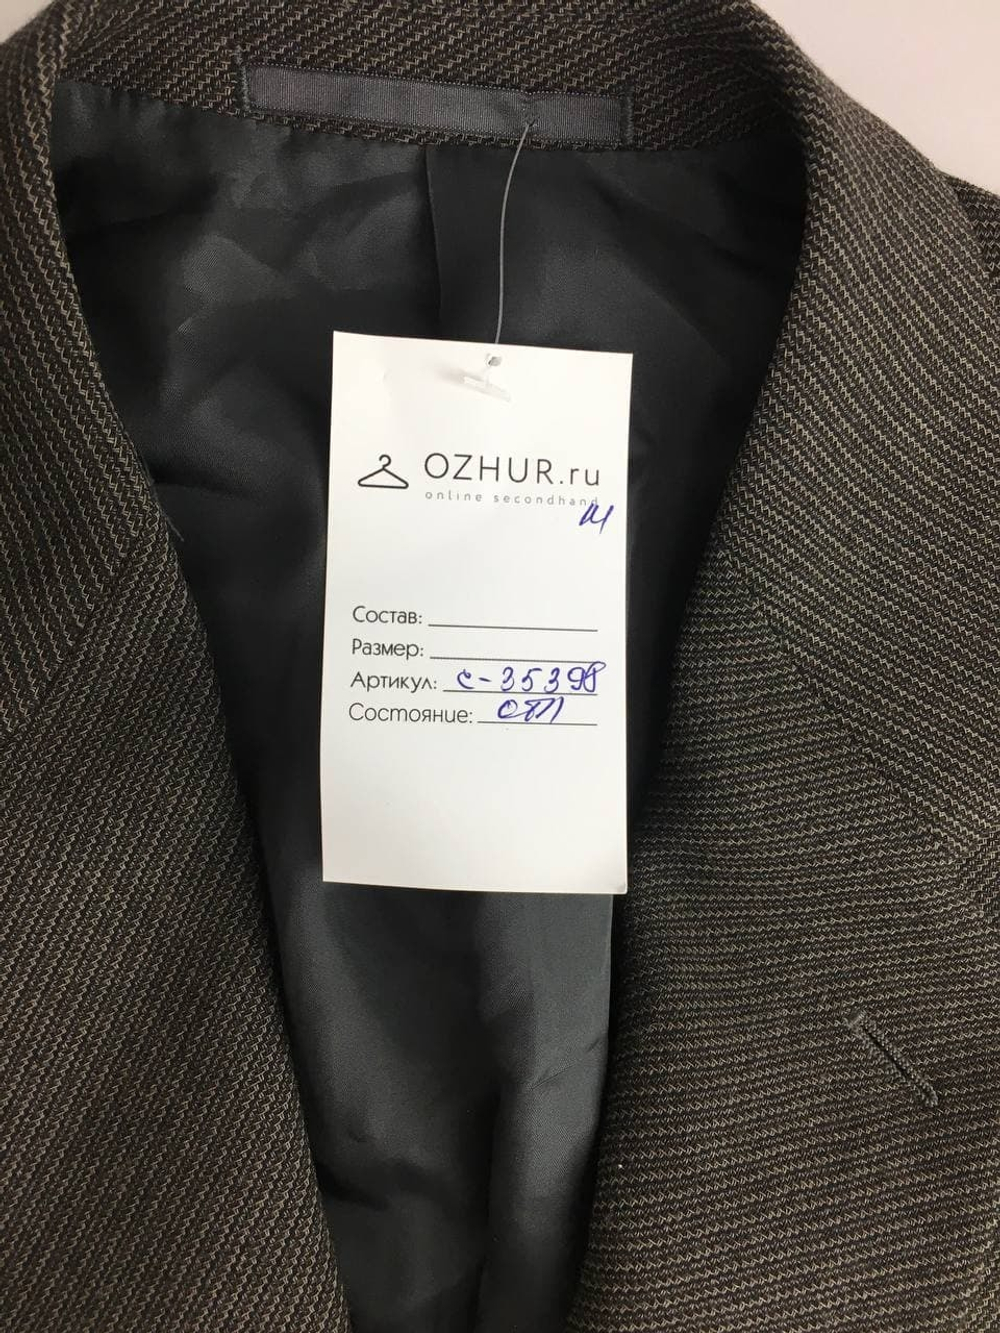 OZHUR.ru
online secondhand
Состав:
Размер:
Артикул: с-35398
Состояние: